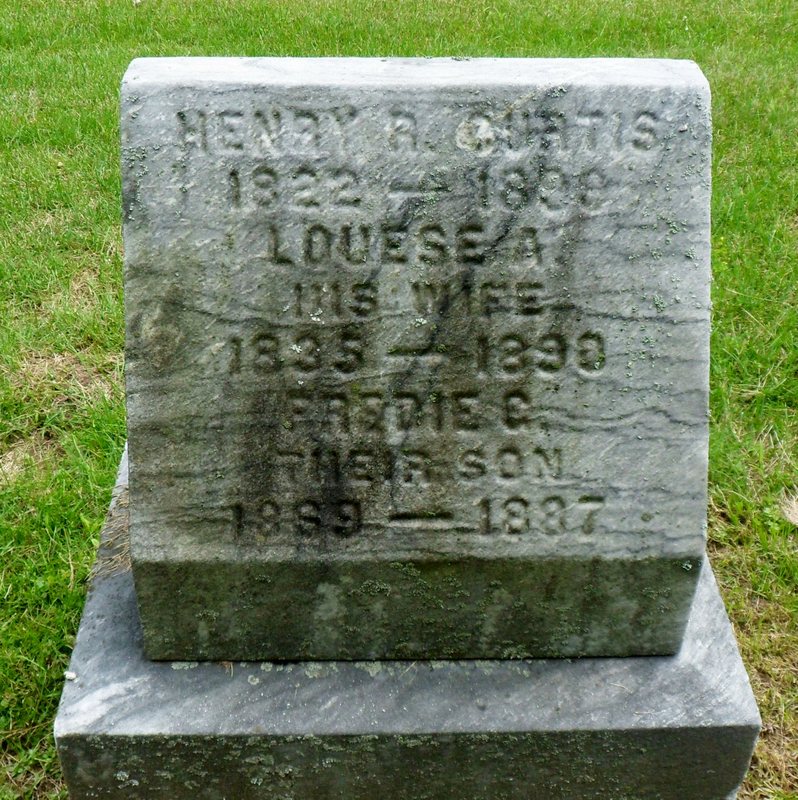 HENRY R. CURTIS
1822 —
LOUESE A.
HIS WIFE
1835 — 1890
FREDIE G.
THEIR SON
1869 — 1887